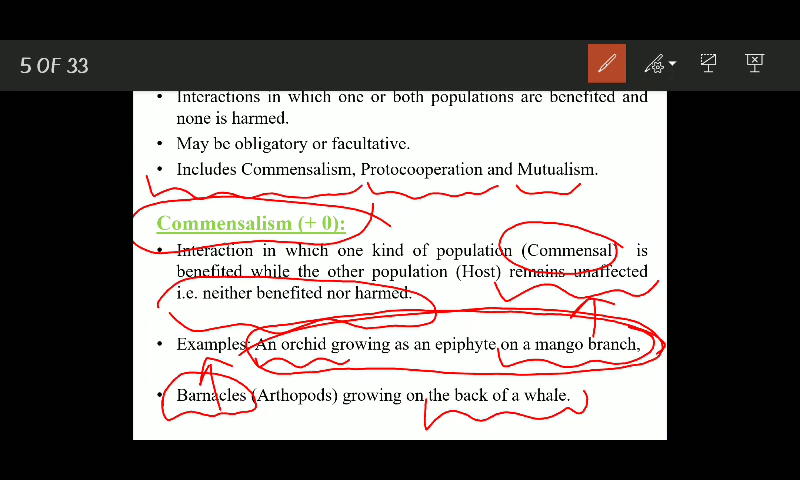 5 OF 33
• Interactions in which one or both populations are benefited and
none is harmed.
• May be obligatory or facultative.
• Includes Commensalism, Protocooperation and Mutualism.
Commensalism (+ 0):
• Interaction in which one kind of population (Commensal) is
benefited while the other population (Host) remains unaffected
i.e. neither benefited nor harmed.
• Examples: An orchid growing as an epiphyte on a mango branch,
• Barnacles (Arthopods) growing on the back of a whale.